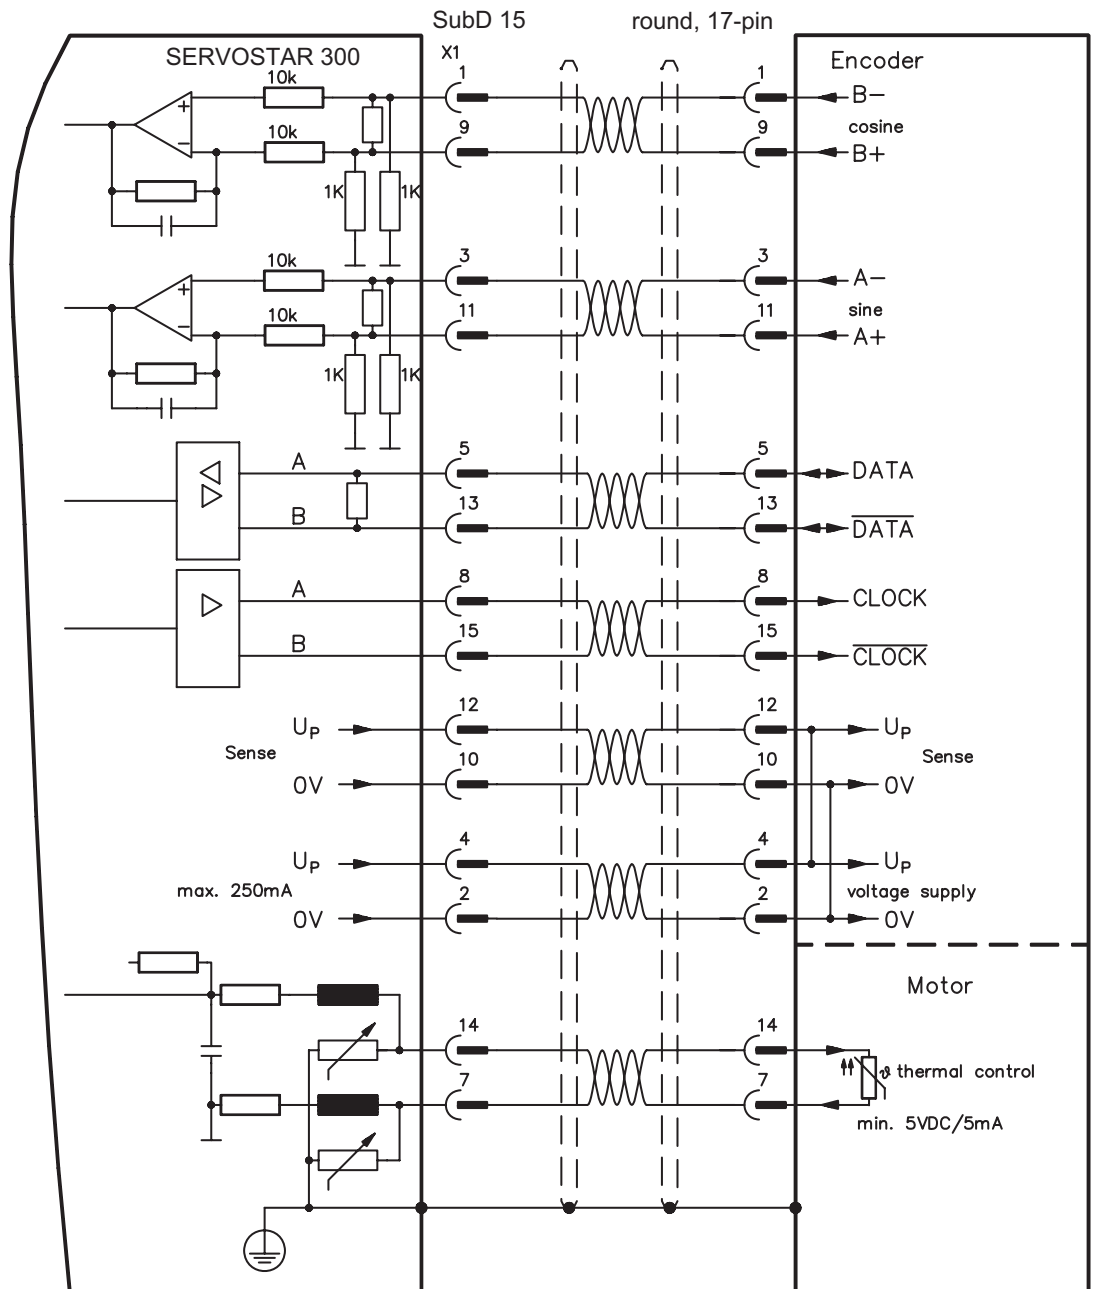 SubD 15 round, 17-pin
SERVOSTAR 300 X1 Encoder
10k 1 1 B-
cosine
10k 9 9 B+
1K 1K
10k 3 3 A-
sine
10k 11 11 A+
1K 1K
A 5 5 DATA
B 13 13 DATA
A 8 8 CLOCK
B 15 15 CLOCK
UP 12 12 UP
Sense Sense
0V 10 10 0V
UP 4 4 UP
max. 250mA voltage supply
0V 2 2 0V
Motor
14 14
ϑ thermal control
7 7
min. 5VDC/5mA